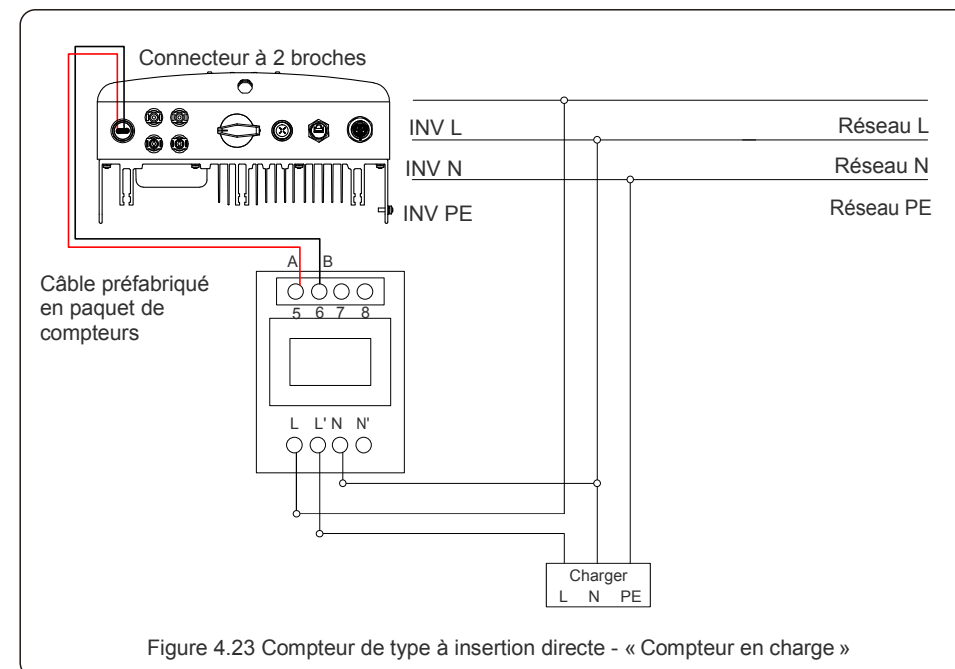 Connecteur à 2 broches
INV L
Réseau L
INV N
Réseau N
INV PE
Réseau PE
Câble préfabriqué
en paquet de
compteurs
A B
5 6 7 8
L L' N N'
Charger
L N PE
Figure 4.23 Compteur de type à insertion directe - « Compteur en charge »